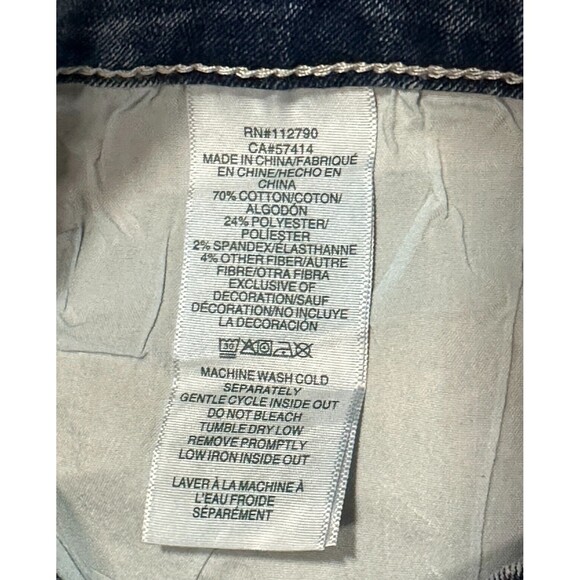 RN#112790
CA#57414
MADE IN CHINA/FABRIQUÉ
EN CHINE/HECHO EN
CHINA
70% COTTON/COTON/
ALGODÓN
24% POLYESTER/
POLIÉSTER
2% SPANDEX/ÉLASTHANNE
4% OTHER FIBER/AUTRE
FIBRE/OTRA FIBRA
EXCLUSIVE OF
DECORATION/SAUF
DÉCORATION/NO INCLUYE
LA DECORACIÓN
30
MACHINE WASH COLD
SEPARATELY
GENTLE CYCLE INSIDE OUT
DO NOT BLEACH
TUMBLE DRY LOW
REMOVE PROMPTLY
LOW IRON INSIDE OUT
LAVER À LA MACHINE À
L'EAU FROIDE
SÉPARÉMENT